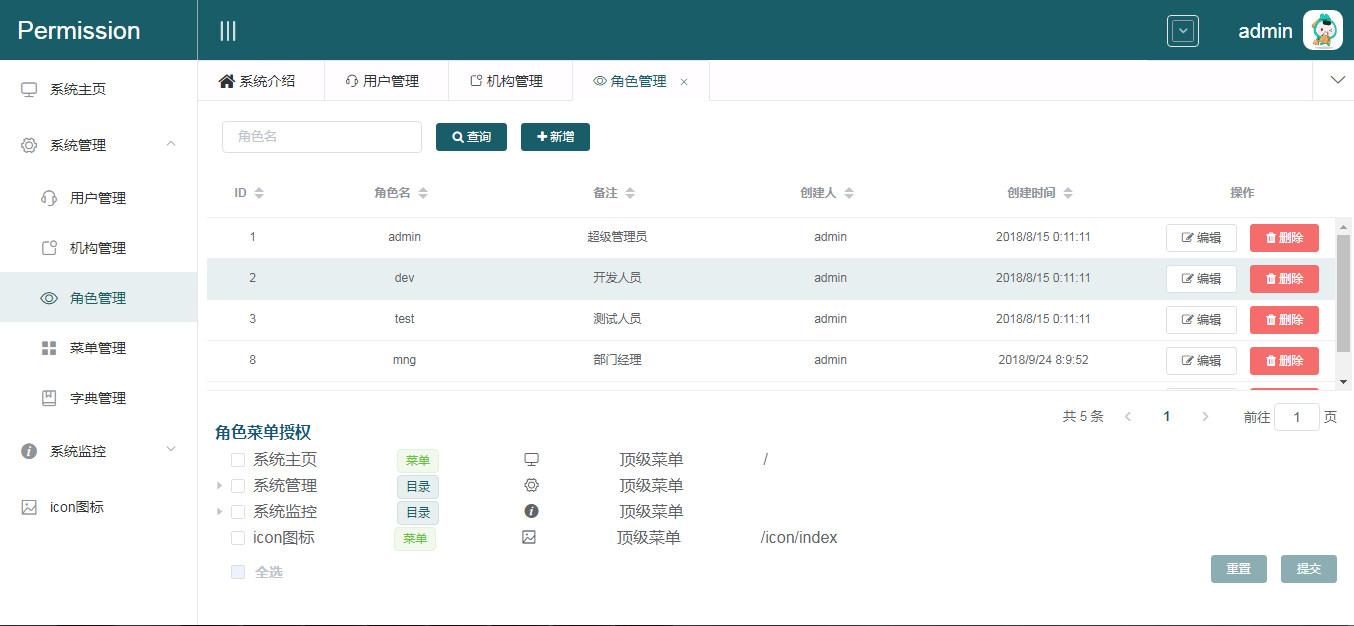 Permission
admin
系统主页
系统管理
用户管理
机构管理
角色管理
菜单管理
字典管理
系统监控
icon图标
系统介绍 用户管理 机构管理 角色管理 ×
角色名 查询 新增
ID 角色名 备注 创建人 创建时间 操作
1 admin 超级管理员 admin 2018/8/15 0:11:11 编辑 删除
2 dev 开发人员 admin 2018/8/15 0:11:11 编辑 删除
3 test 测试人员 admin 2018/8/15 0:11:11 编辑 删除
8 mng 部门经理 admin 2018/9/24 8:9:52 编辑 删除
共 5 条 1 前往 1 页
角色菜单授权
系统主页 菜单 顶级菜单 /
系统管理 目录 顶级菜单
系统监控 目录 顶级菜单
icon图标 菜单 顶级菜单 /icon/index
全选
重置 提交